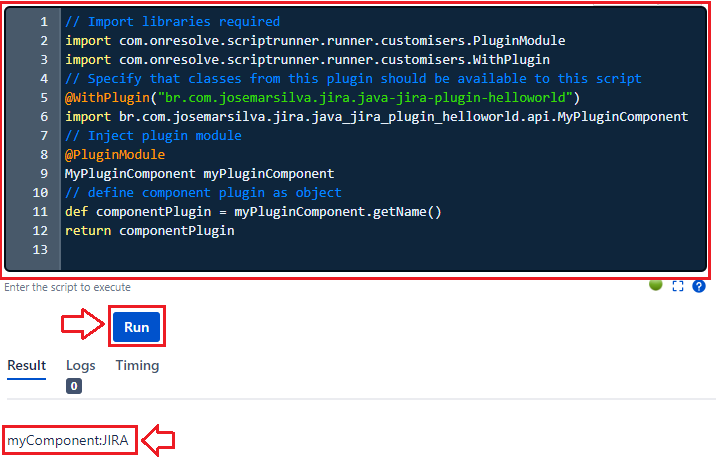 1 // Import libraries required
2 import com.onresolve.scriptrunner.runner.customisers.PluginModule
3 import com.onresolve.scriptrunner.runner.customisers.WithPlugin
4 // Specify that classes from this plugin should be available to this script
5 @WithPlugin("br.com.josemarsilva.jira.java-jira-plugin-helloworld")
6 import br.com.josemarsilva.jira.java_jira_plugin_helloworld.api.MyPluginComponent
7 // Inject plugin module
8 @PluginModule
9 MyPluginComponent myPluginComponent
10 // define component plugin as object
11 def componentPlugin = myPluginComponent.getName()
12 return componentPlugin
13
Enter the script to execute ?
Run
Result Logs Timing
0
myComponent:JIRA